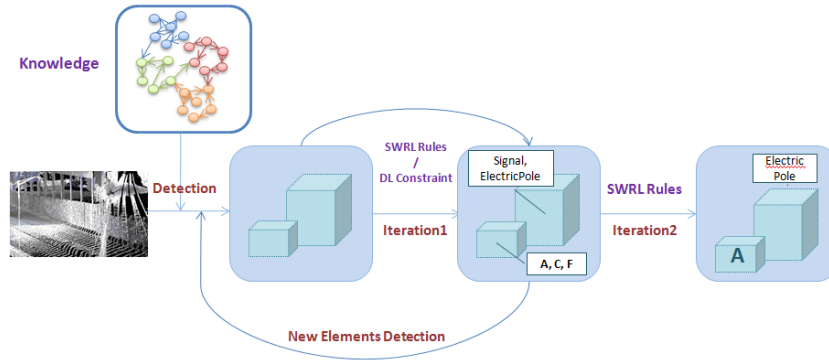 Knowledge
Detection
SWRL Rules
/
DL Constraint
Iteration1
Signal,
ElectricPole
A, C, F
SWRL Rules
Iteration2
Electric
Pole
A
New Elements Detection